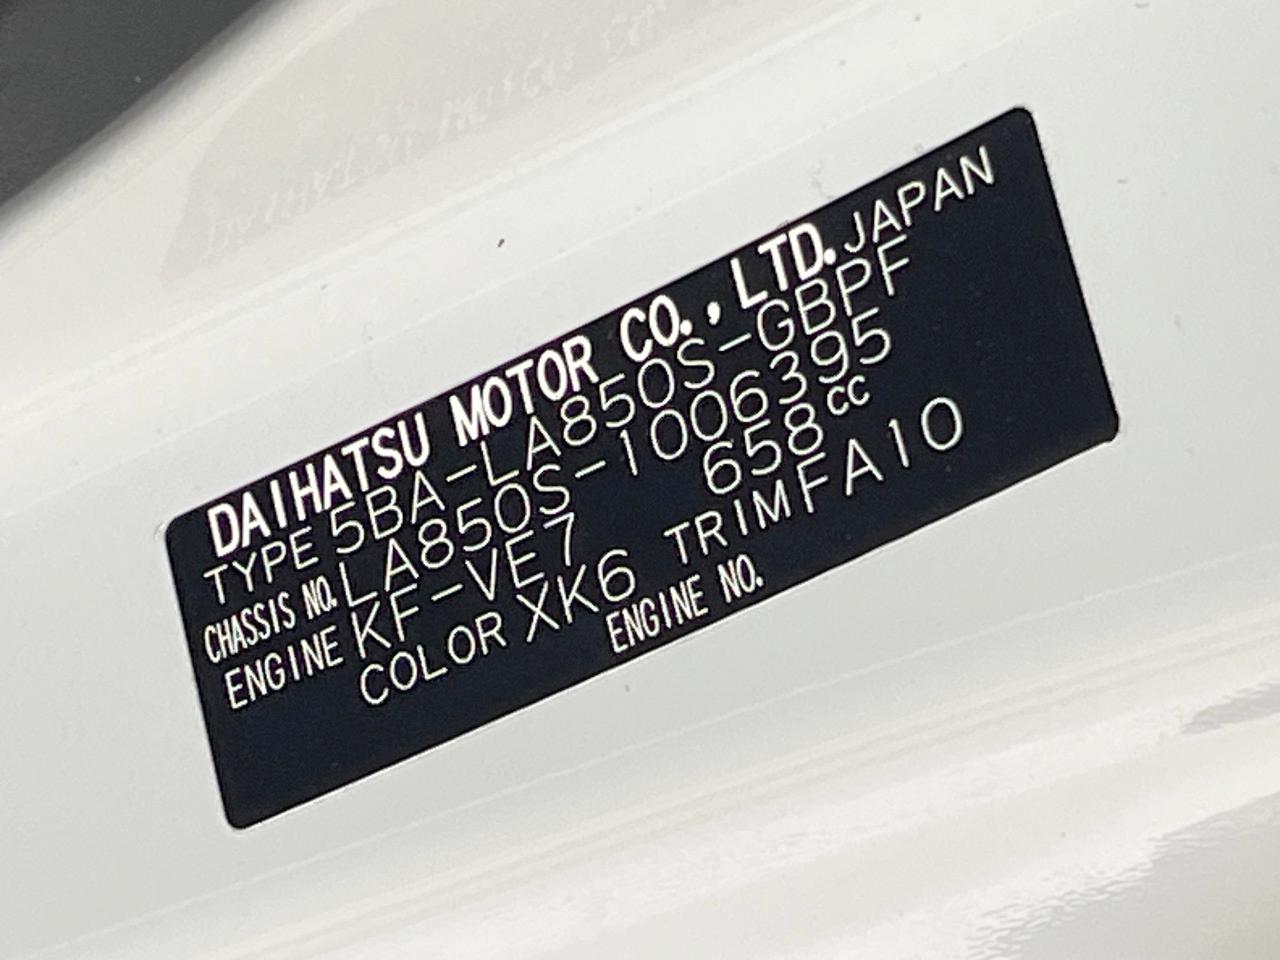 DAIHATSU MOTOR CO., LTD. JAPAN
TYPE 5BA-LA850S-GBPF
CHASSIS NO. LA850S-1006395
ENGINE KF-VE7 658cc
COLOR XK6 TRIM FA10
ENGINE NO.